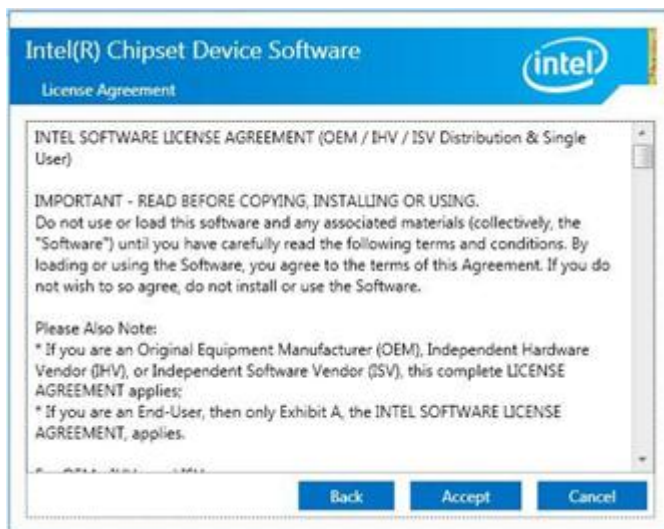 Intel(R) Chipset Device Software
intel
License Agreement
INTEL SOFTWARE LICENSE AGREEMENT (OEM / IHV / ISV Distribution & Single
User)
IMPORTANT - READ BEFORE COPYING, INSTALLING OR USING.
Do not use or load this software and any associated materials (collectively, the
"Software") until you have carefully read the following terms and conditions. By
loading or using the Software, you agree to the terms of this Agreement. If you do
not wish to so agree, do not install or use the Software.
Please Also Note:
* If you are an Original Equipment Manufacturer (OEM), Independent Hardware
Vendor (IHV), or Independent Software Vendor (ISV), this complete LICENSE
AGREEMENT applies;
* If you are an End-User, then only Exhibit A, the INTEL SOFTWARE LICENSE
AGREEMENT, applies.
Back Accept Cancel